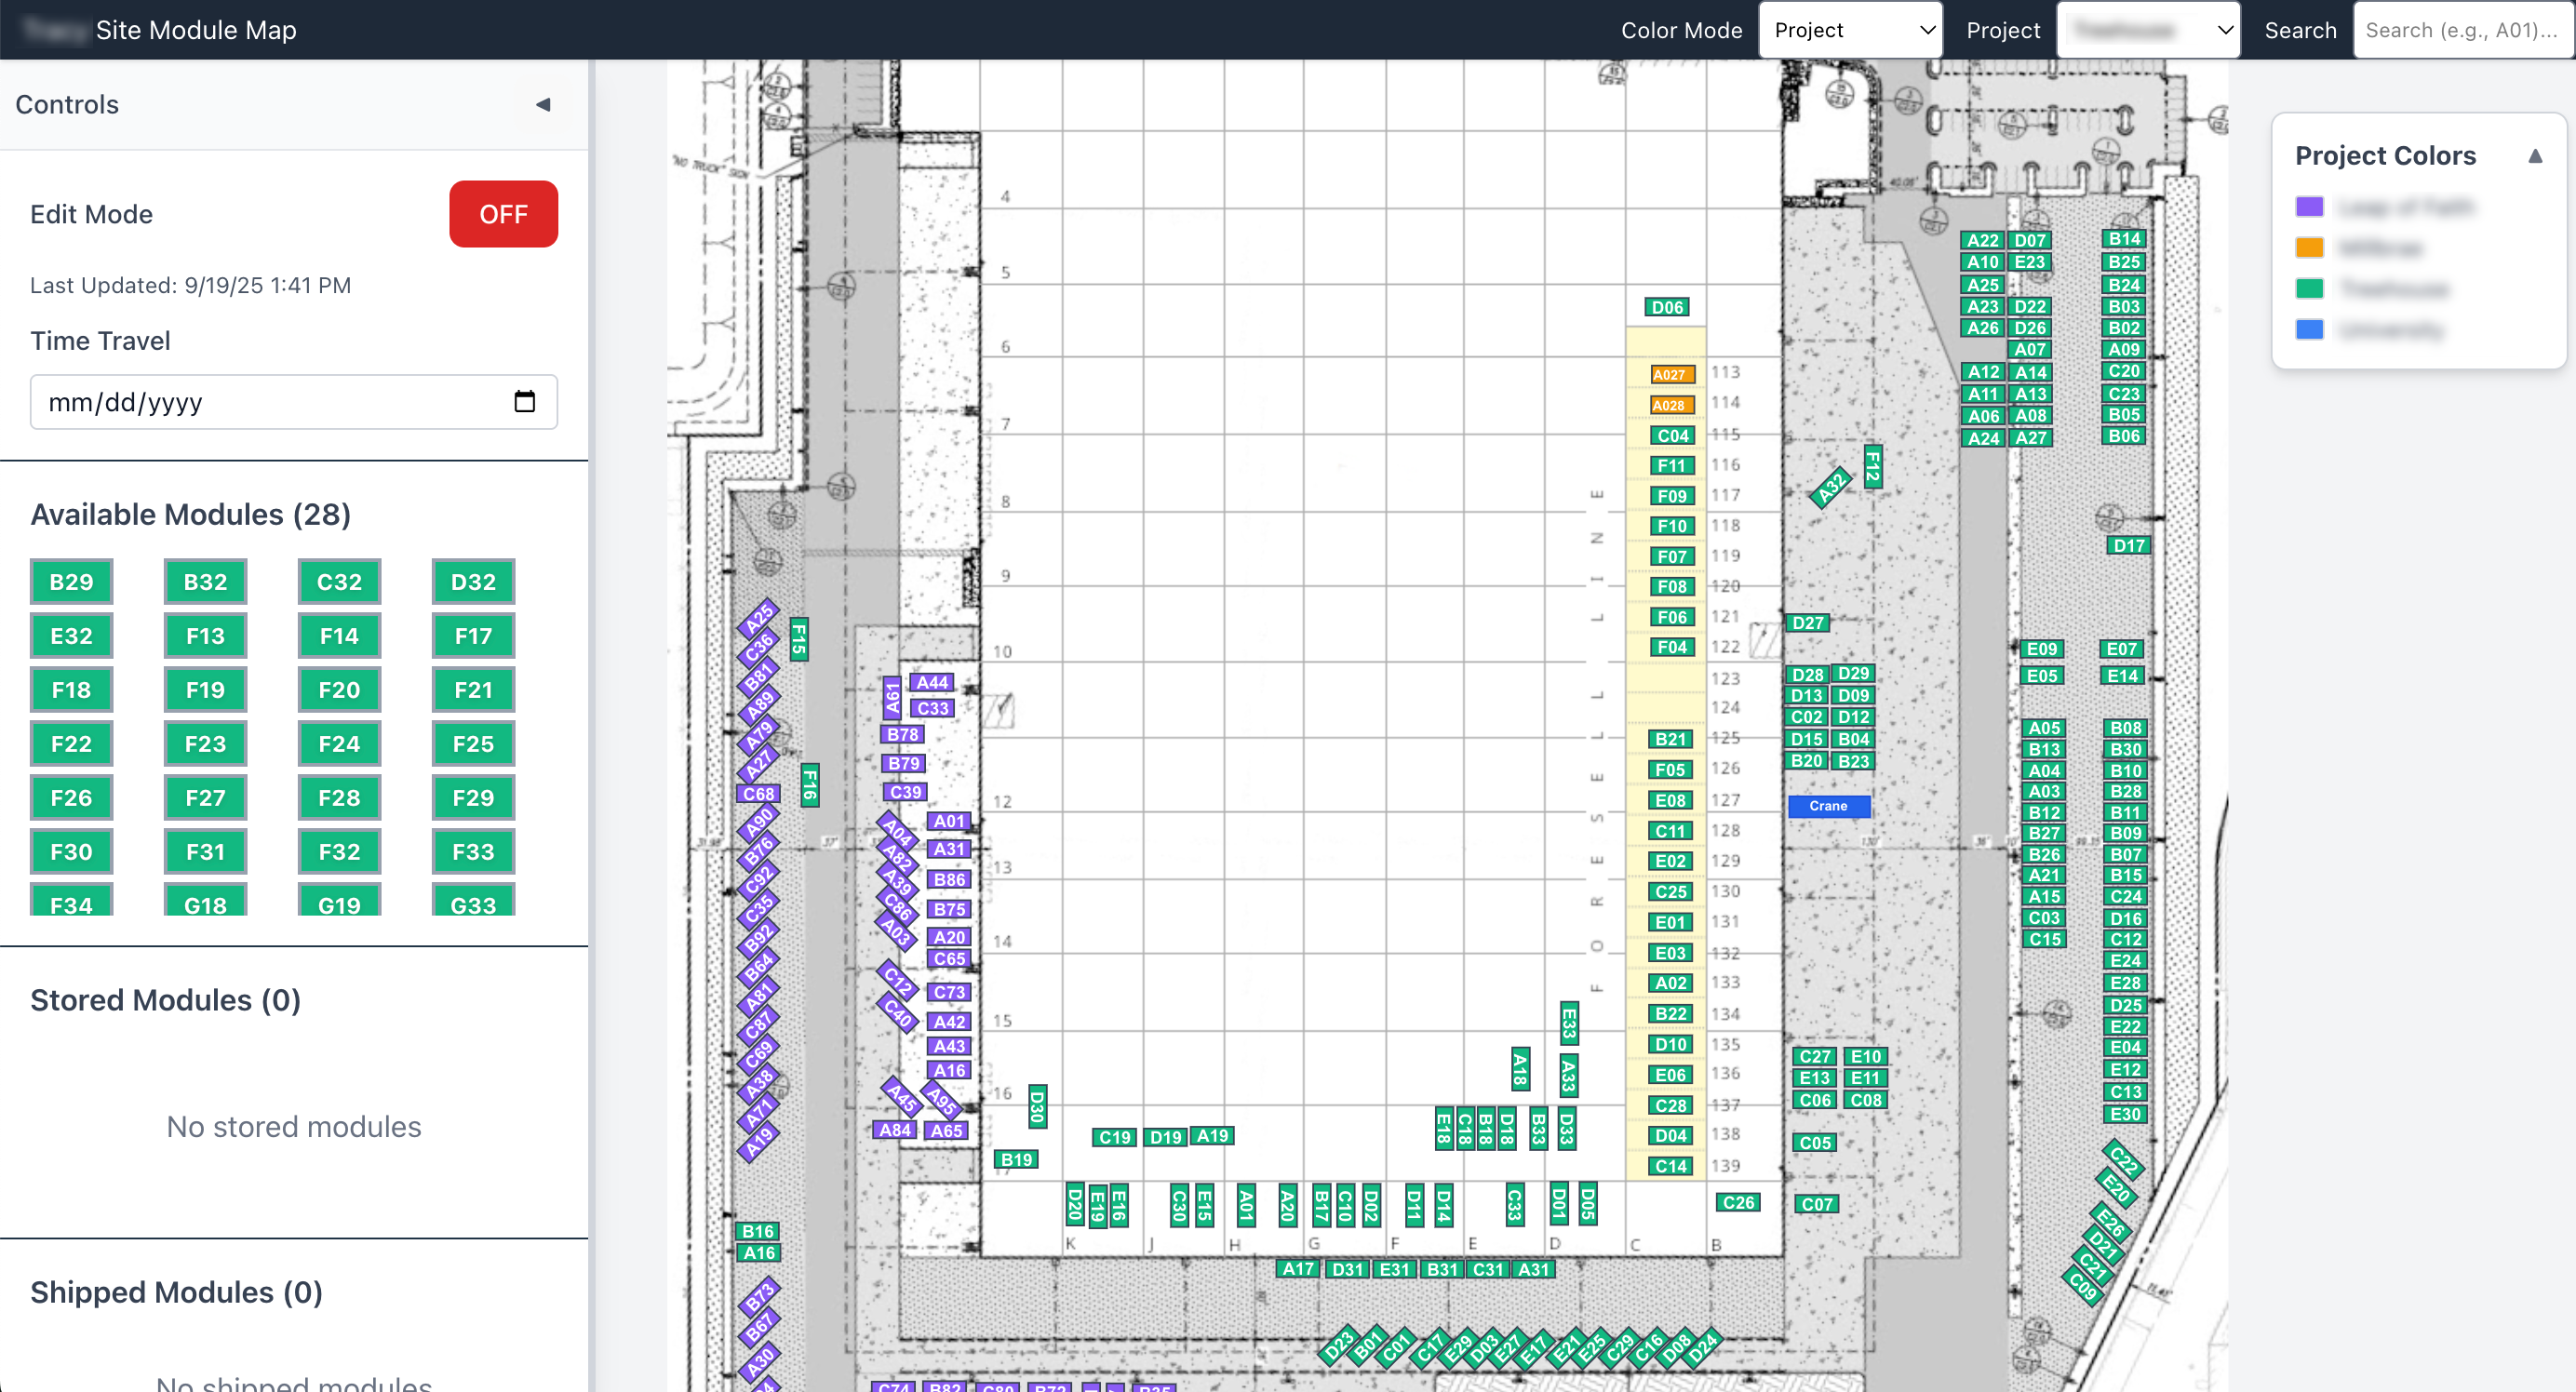 Site Module Map
Color Mode
Project
Project
Search
Search (e.g., A01)...
Controls
Edit Mode
OFF
Last Updated: 9/19/25 1:41 PM
Time Travel
mm/dd/yyyy
Available Modules (28)
B29 B32 C32 D32
E32 F13 F14 F17
F18 F19 F20 F21
F22 F23 F24 F25
F26 F27 F28 F29
F30 F31 F32 F33
F34 G18 G19 G33
Stored Modules (0)
No stored modules
Shipped Modules (0)
No shipped modules
Project Colors
"NO TRUCK" SIGN
A25
C36
B81
A89
A79
A27
C68
A90
B76
C92
C35
B92
B64
A81
C87
C69
A38
A71
A19
B16
A16
B73
B67
A30
F15
F16
A61
A44
C33
B78
B79
C39
A04
A82
A39
C86
A03
C12
C40
A45
A95
A84
A65
A01
A31
B86
B75
A20
C65
C73
A42
A43
A16
4
5
6
7
8
9
10
12
13
14
15
16
D30
B19
C19
D19
A19
D20
E19
E16
C30
E15
A01
A20
B17
C10
D02
D11
D14
C33
D01
D05
E18
C18
B18
D18
B33
D33
A18
E33
A33
K J H G F E D C B
A17 D31 E31 B31 C31 A31
D23 B01 C01 C17 E29 D03 E27 E17 E21 E25 C29 C16 D08 D24
C74 B82 C80 B72 B35
FORESELL LINE
D06
A027 113
A028 114
C04 115
F11 116
F09 117
F10 118
F07 119
F08 120
F06 121
F04 122
123
124
B21 125
F05 126
E08 127
C11 128
E02 129
C25 130
E01 131
E03 132
A02 133
B22 134
D10 135
E06 136
C28 137
D04 138
C14 139
C26
A32
F12
D27
D28 D29
D13 D09
C02 D12
D15 B04
B20 B23
Crane
C27 E10
E13 E11
C06 C08
C05
C07
A22 D07
A10 E23
A25
A23 D22
A26 D26
A07
A12 A14
A11 A13
A06 A08
A24 A27
B14
B25
B24
B03
B02
A09
C20
C23
B05
B06
D17
E09 E07
E05 E14
A05 B08
B13 B30
A04 B10
A03 B28
B12 B11
B27 B09
B26 B07
A21 B15
A15 C24
C03 D16
C15 C12
E24
E28
D25
E22
E04
E12
C13
E30
C22
E20
E26
D21
C21
C09